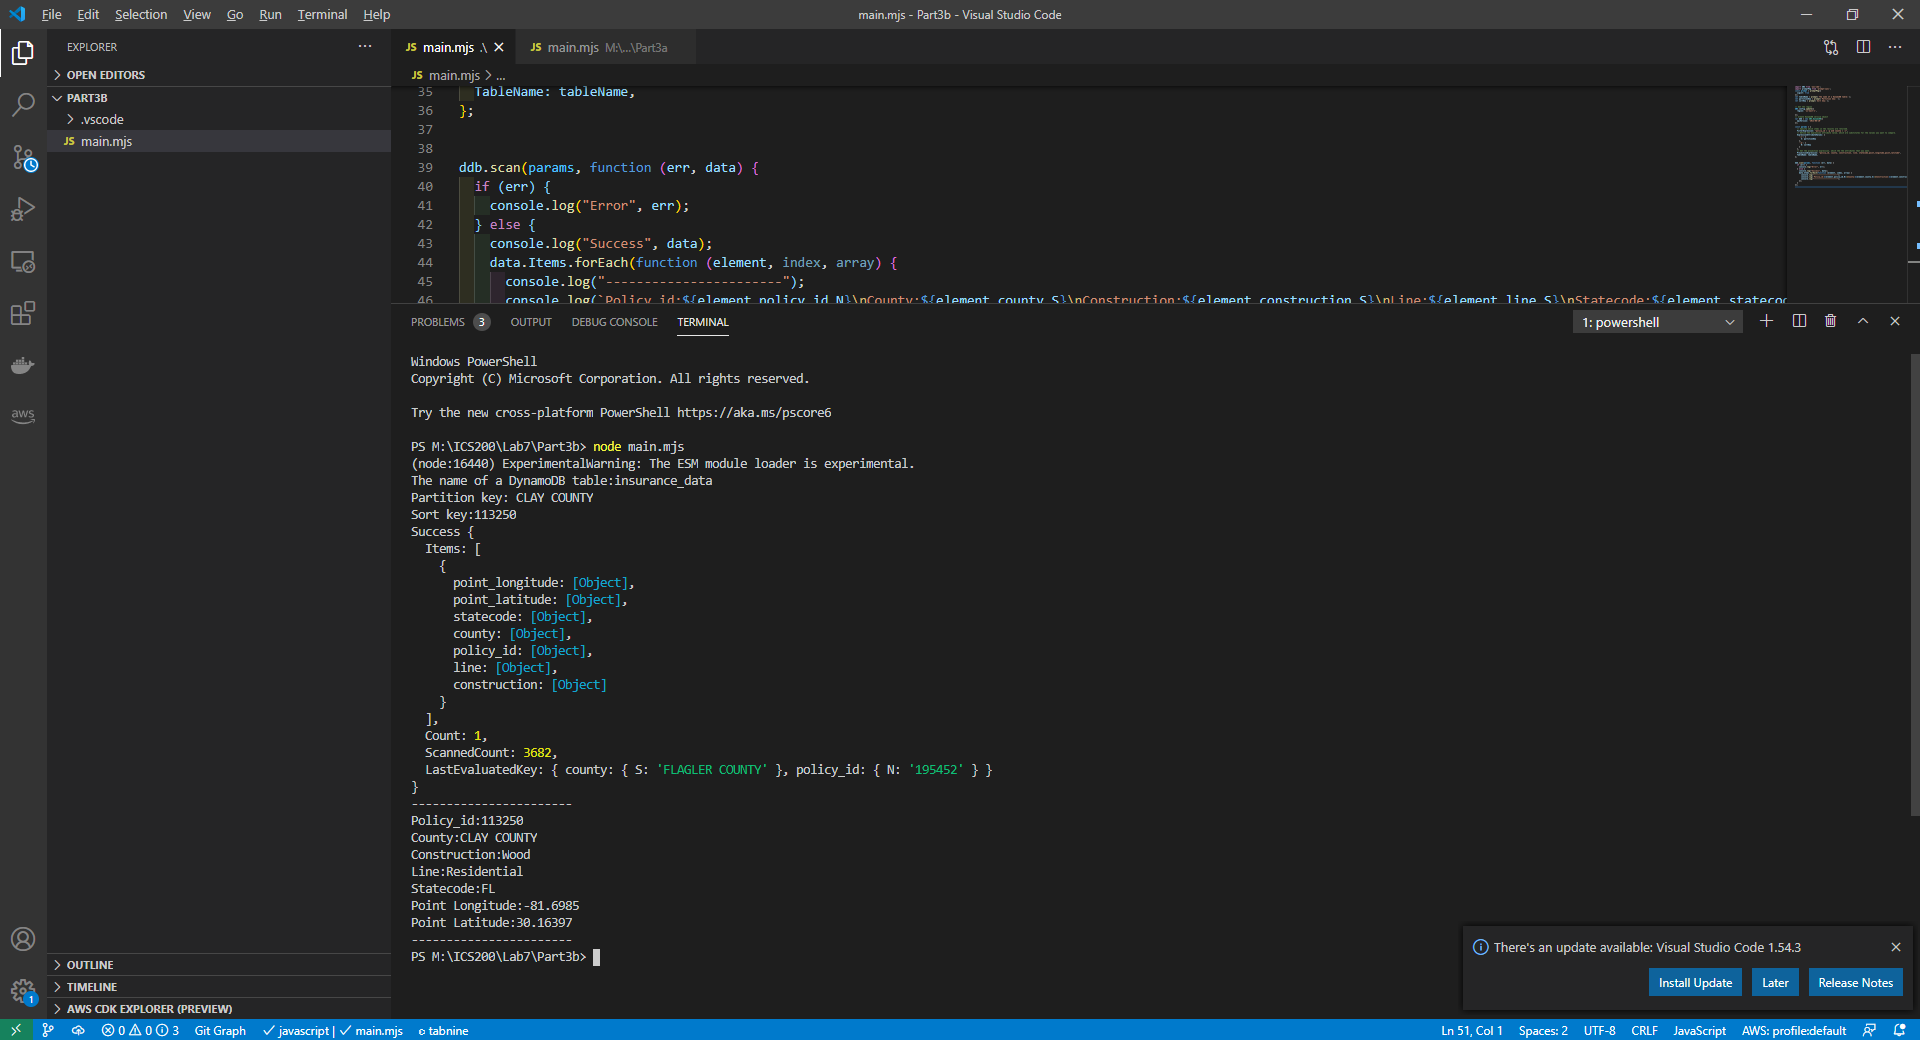 File Edit Selection View Go Run Terminal Help
main.mjs - Part3b - Visual Studio Code
EXPLORER
OPEN EDITORS
PART3B
.vscode
JS main.mjs
OUTLINE
TIMELINE
AWS CDK EXPLORER (PREVIEW)
aws
1
JS main.mjs .\
JS main.mjs M:\...\Part3a
JS main.mjs > ...
35 TableName: tableName,
36 };
37
38
39 ddb.scan(params, function (err, data) {
40 if (err) {
41 console.log("Error", err);
42 } else {
43 console.log("Success", data);
44 data.Items.forEach(function (element, index, array) {
45 console.log("-----------------------");
46 console.log(`Policy_id:${element.policy_id.N}\nCounty:${element.county.S}\nConstruction:${element.construction.S}\nLine:${element.line.S}\nStatecode:${element.stateco
PROBLEMS 3 OUTPUT DEBUG CONSOLE TERMINAL
1: powershell
Windows PowerShell
Copyright (C) Microsoft Corporation. All rights reserved.
Try the new cross-platform PowerShell https://aka.ms/pscore6
PS M:\ICS200\Lab7\Part3b> node main.mjs
(node:16440) ExperimentalWarning: The ESM module loader is experimental.
The name of a DynamoDB table:insurance_data
Partition key: CLAY COUNTY
Sort key:113250
Success {
Items: [
{
point_longitude: [Object],
point_latitude: [Object],
statecode: [Object],
county: [Object],
policy_id: [Object],
line: [Object],
construction: [Object]
}
],
Count: 1,
ScannedCount: 3682,
LastEvaluatedKey: { county: { S: 'FLAGLER COUNTY' }, policy_id: { N: '195452' } }
}
-----------------------
Policy_id:113250
County:CLAY COUNTY
Construction:Wood
Line:Residential
Statecode:FL
Point Longitude:-81.6985
Point Latitude:30.16397
-----------------------
PS M:\ICS200\Lab7\Part3b>
There's an update available: Visual Studio Code 1.54.3
Install Update Later Release Notes
0 0 3 Git Graph javascript | main.mjs tabnine
Ln 51, Col 1 Spaces: 2 UTF-8 CRLF JavaScript AWS: profile:default